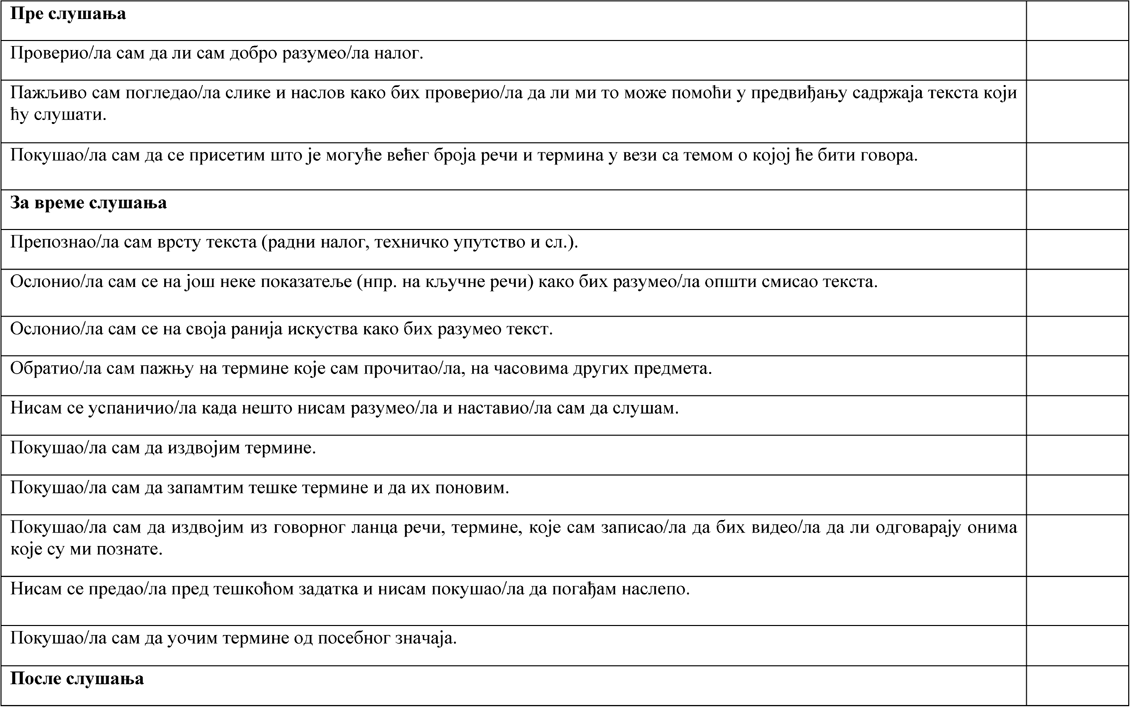 Пре слушања
Проверио/ла сам да ли сам добро разумео/ла налог.
Пажљиво сам погледао/ла слике и наслов како бих проверио/ла да ли ми то може помоћи у предвиђању садржаја текста који
ћу слушати.
Покушао/ла сам да се присетим што је могуће већег броја речи и термина у вези са темом о којој ће бити говора.
За време слушања
Препознао/ла сам врсту текста (радни налог, техничко упутство и сл.).
Ослонио/ла сам се на још неке показатеље (нпр. на кључне речи) како бих разумео/ла општи смисао текста.
Ослонио/ла сам се на своја ранија искуства како бих разумео текст.
Обратио/ла сам пажњу на термине које сам прочитао/ла, на часовима других предмета.
Нисам се успаничио/ла када нешто нисам разумео/ла и наставио/ла сам да слушам.
Покушао/ла сам да издвојим термине.
Покушао/ла сам да запамтим тешке термине и да их поновим.
Покушао/ла сам да издвојим из говорног ланца речи, термине, које сам записао/ла да бих видео/ла да ли одговарају онима
које су ми познате.
Нисам се предао/ла пред тешкоћом задатка и нисам покушао/ла да погађам наслепо.
Покушао/ла сам да уочим термине од посебног значаја.
После слушања